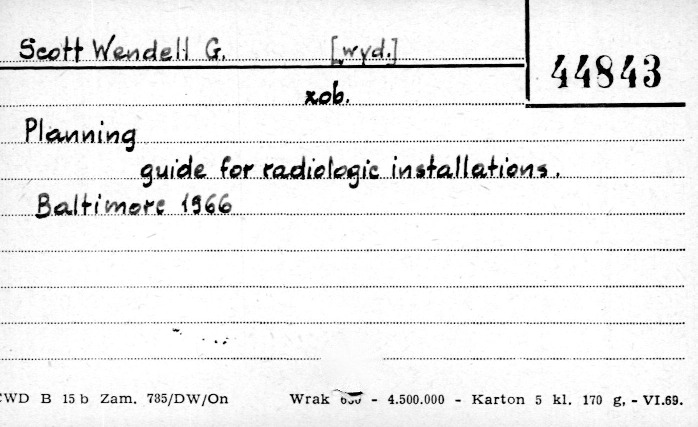 Scott Wendell G. [wyd.]
44843
zob.
Planning
guide for radiologic installations.
Baltimore 1966
CWD B 15 b Zam. 785/DW/On Wrak - 4.500.000 - Karton 5 kl. 170 g, - VI.69.